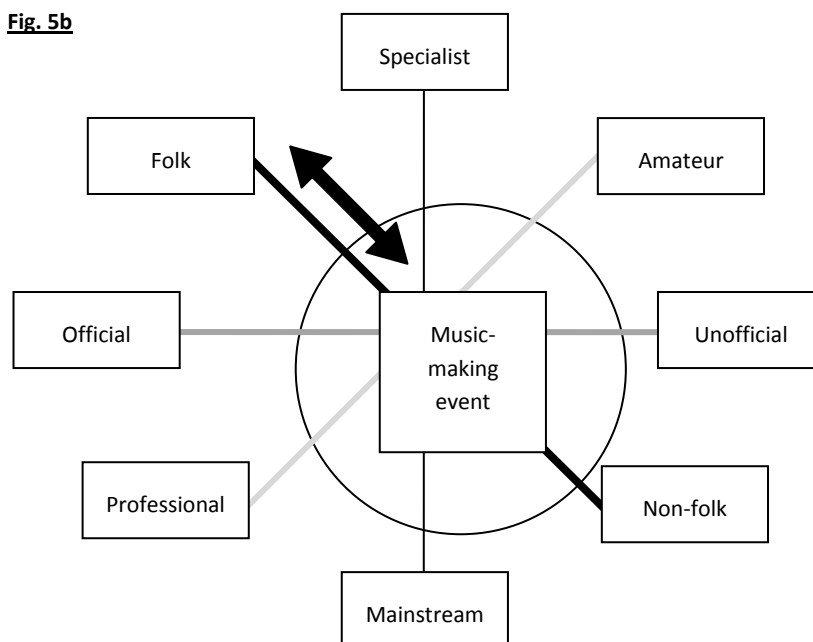 Fig. 5b
Specialist
Folk
Amateur
Official
Music-
making
event
Unofficial
Professional
Non-folk
Mainstream